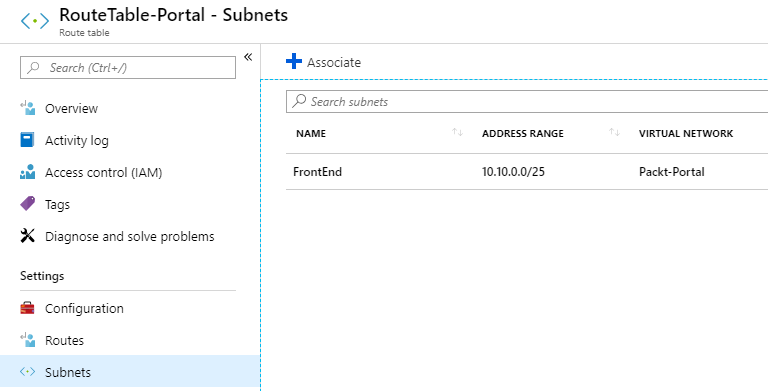 RouteTable-Portal - Subnets
Route table
Search (Ctrl+/)
Overview
Activity log
Access control (IAM)
Tags
Diagnose and solve problems
Settings
Configuration
Routes
Subnets
«
Associate
Search subnets
NAME ADDRESS RANGE VIRTUAL NETWORK
FrontEnd 10.10.0.0/25 Packt-Portal